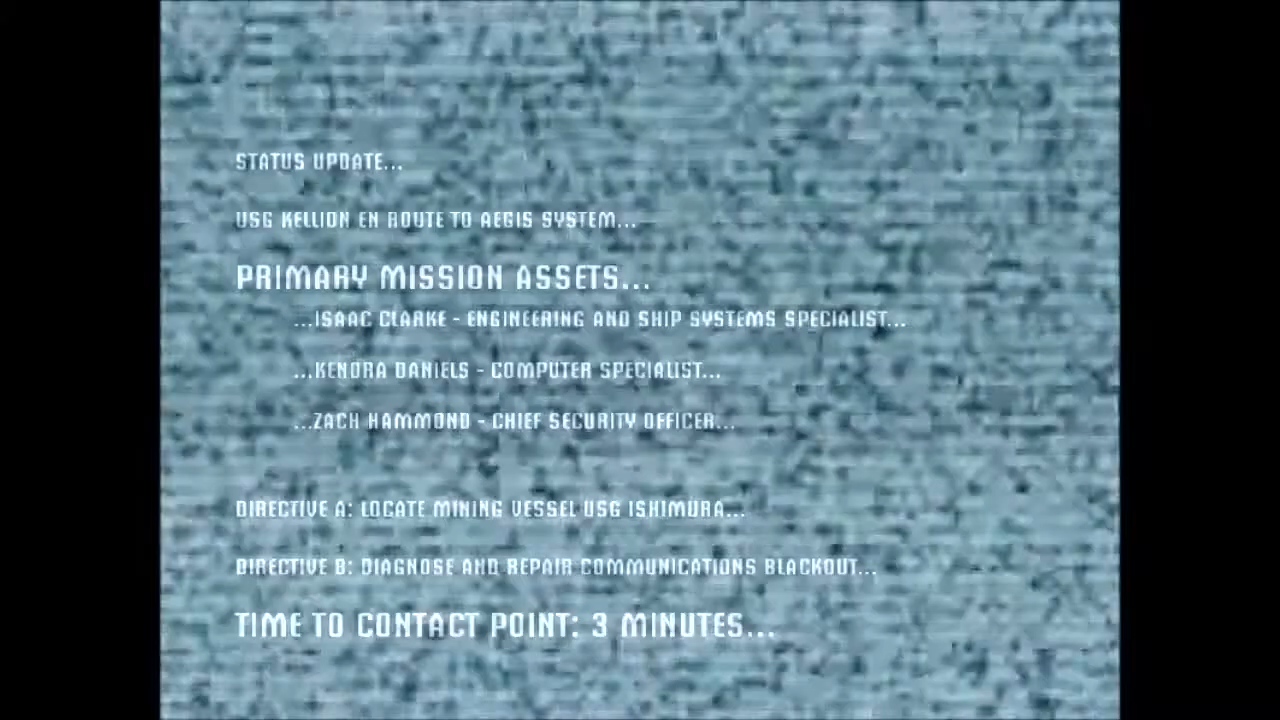 STATUS UPDATE...
USG KELLION EN ROUTE TO AEGIS SYSTEM...
PRIMARY MISSION ASSETS...
...ISAAC CLARKE - ENGINEERING AND SHIP SYSTEMS SPECIALIST...
...KENDRA DANIELS - COMPUTER SPECIALIST...
...ZACH HAMMOND - CHIEF SECURITY OFFICER...
DIRECTIVE A: LOCATE MINING VESSEL USG ISHIMURA...
DIRECTIVE B: DIAGNOSE AND REPAIR COMMUNICATIONS BLACKOUT...
TIME TO CONTACT POINT: 3 MINUTES...